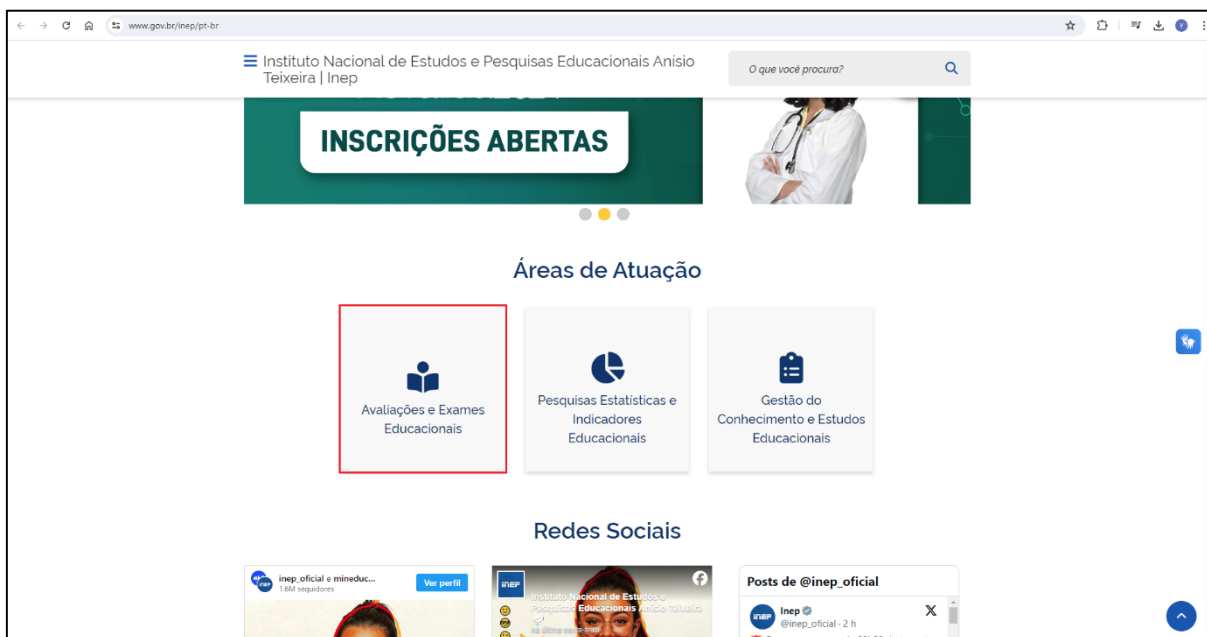 www.gov.br/inep/pt-br
Instituto Nacional de Estudos e Pesquisas Educacionais Anísio
Teixeira | Inep
O que você procura?
INSCRIÇÕES ABERTAS
Áreas de Atuação
Avaliações e Exames
Educacionais
Pesquisas Estatísticas e
Indicadores
Educacionais
Gestão do
Conhecimento e Estudos
Educacionais
Redes Sociais
inep_oficial e mineduc...
1.6M seguidores
Ver perfil
inep
Instituto Nacional de Estudos e
Pesquisas Educacionais Anísio Teixeira
Posts de @inep_oficial
inep
Inep
@inep_oficial · 2 h